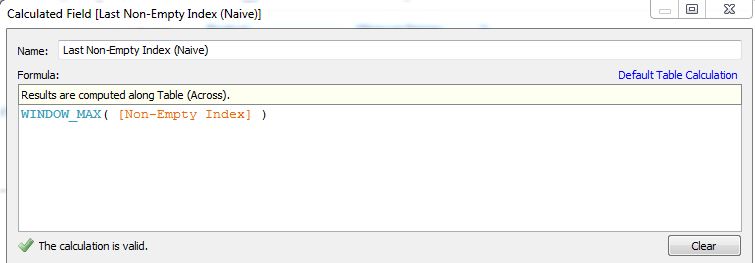 Calculated Field [Last Non-Empty Index (Naive)]
Name: Last Non-Empty Index (Naive)
Formula: Default Table Calculation
Results are computed along Table (Across).
WINDOW_MAX( [Non-Empty Index] )
The calculation is valid. Clear